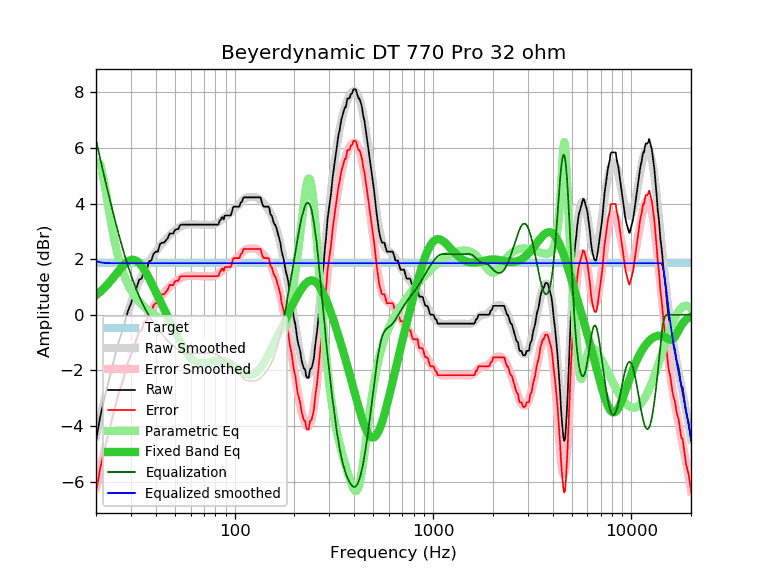 Beyerdynamic DT 770 Pro 32 ohm
Amplitude (dBr)
8
6
4
2
0
−2
−4
−6
Target
Raw Smoothed
Error Smoothed
Raw
Error
Parametric Eq
Fixed Band Eq
Equalization
Equalized smoothed
100
1000
10000
Frequency (Hz)